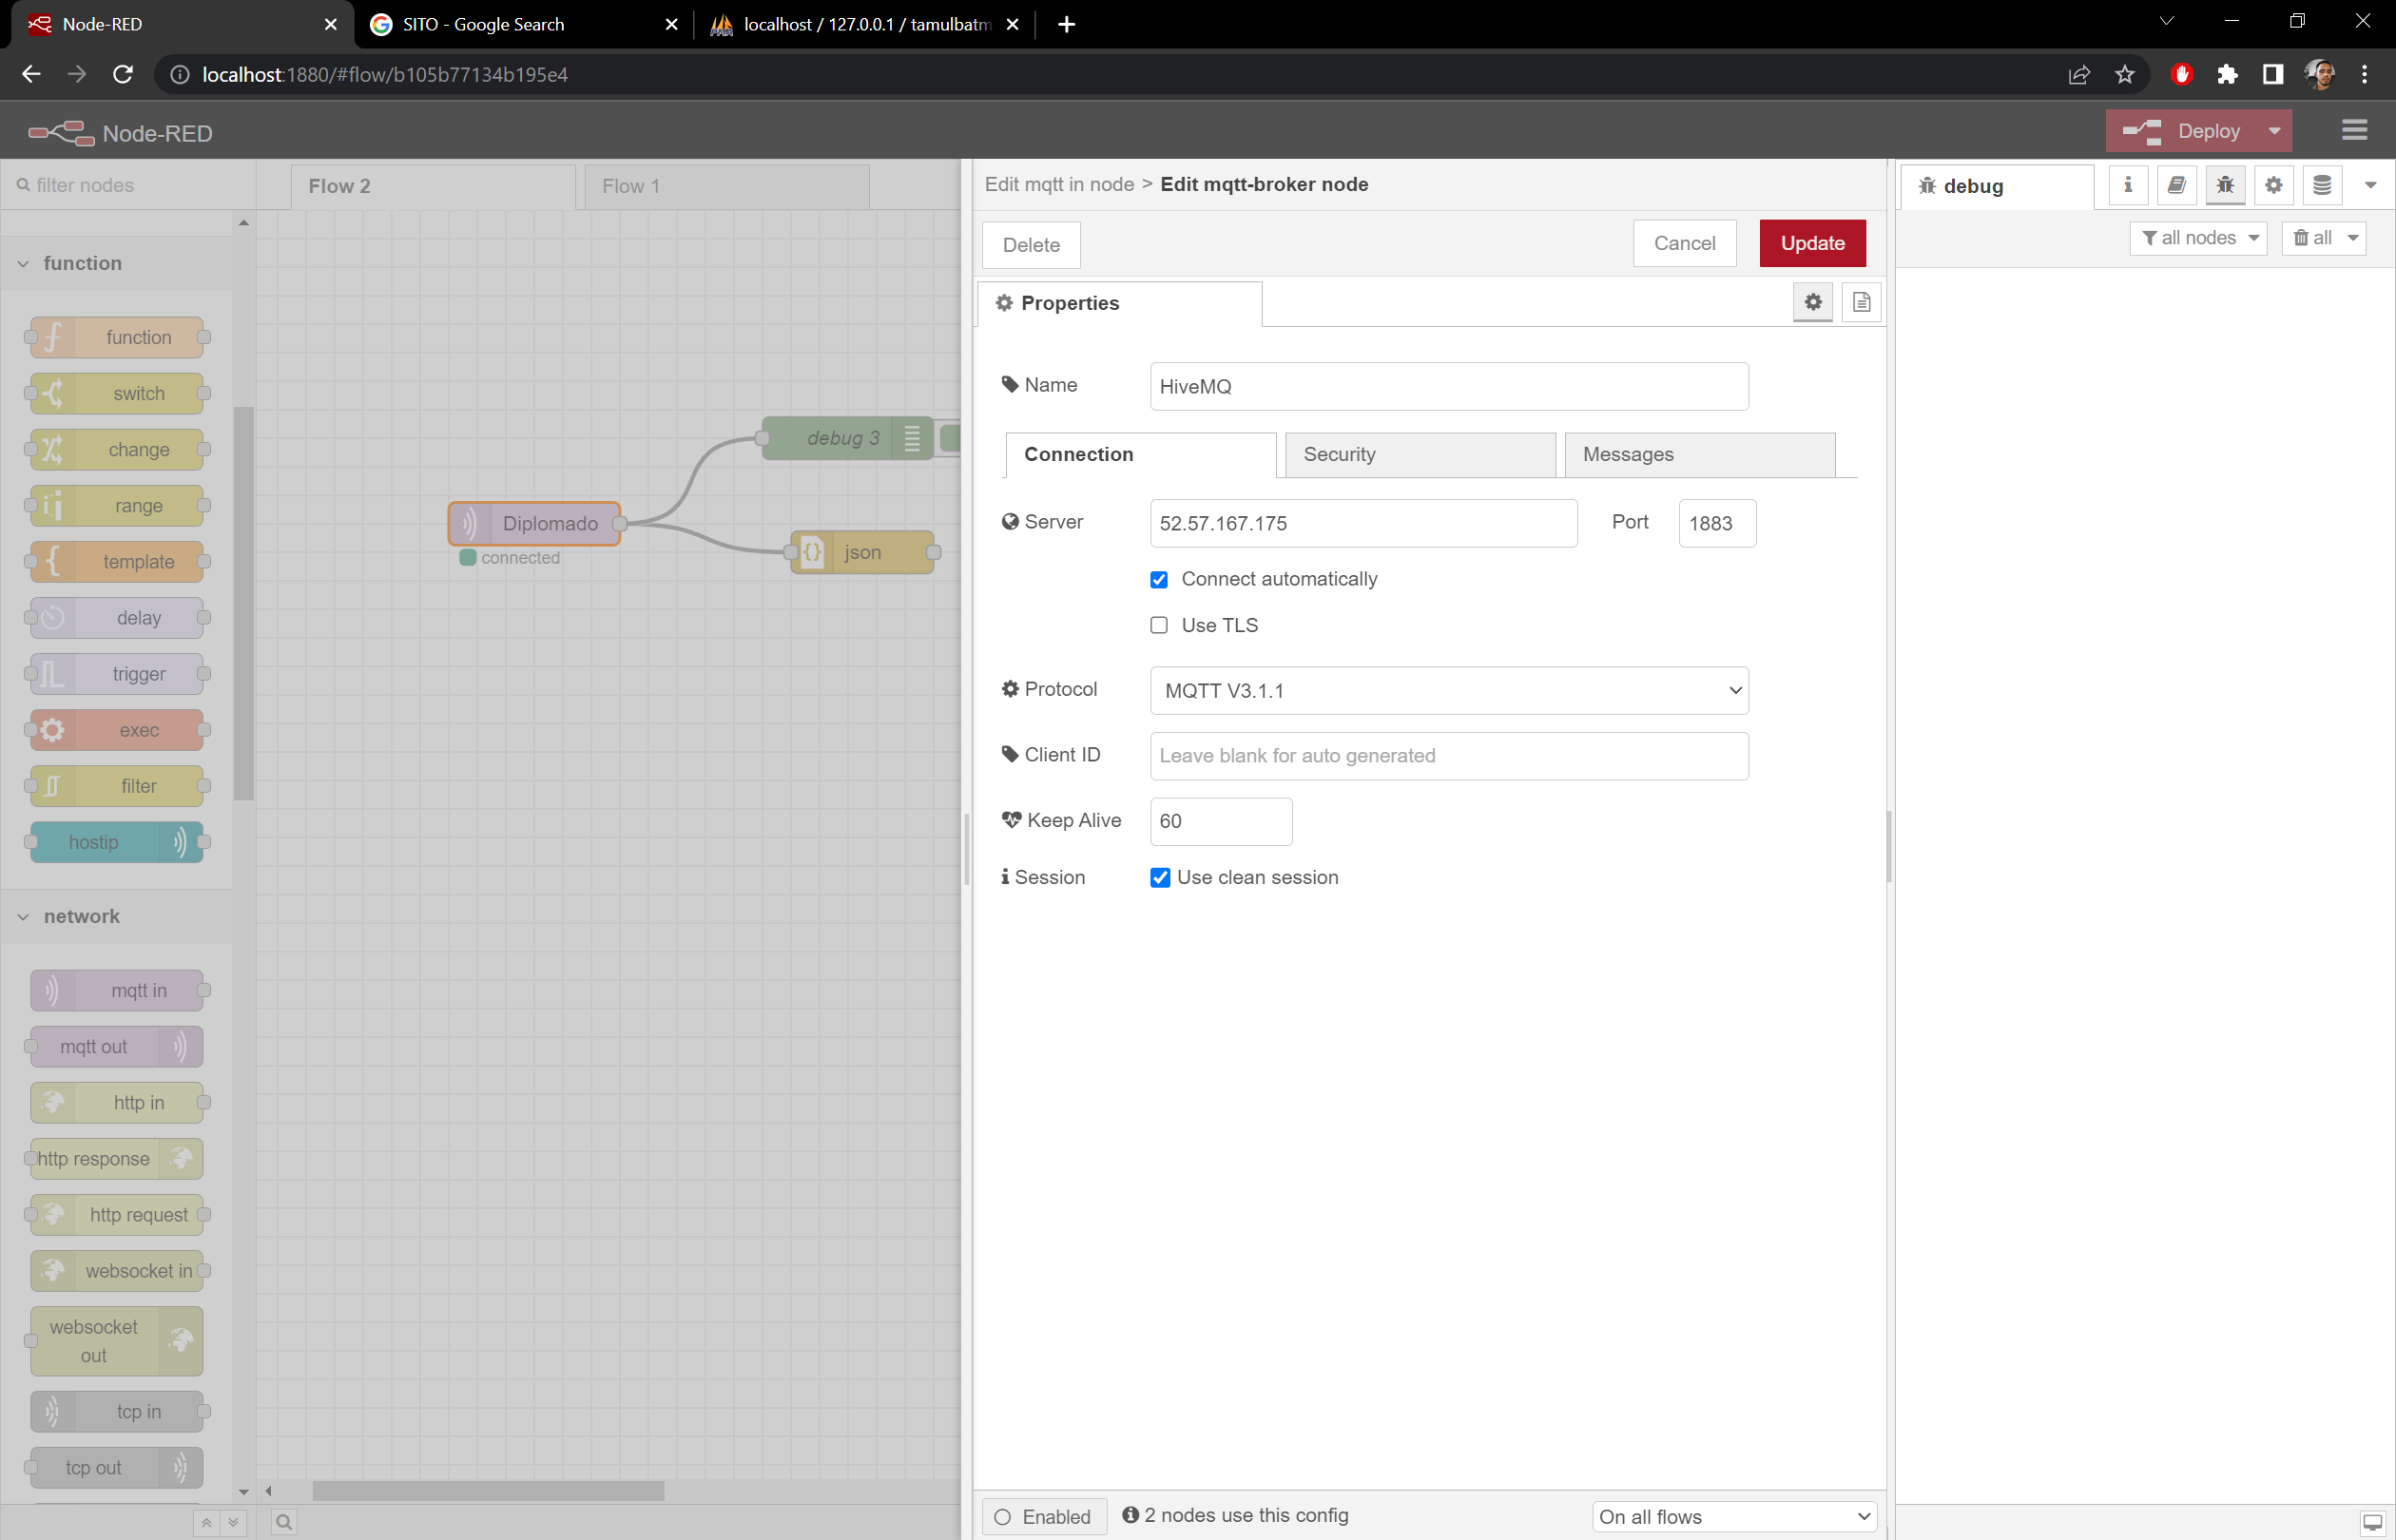 Node-RED
SITO - Google Search
localhost / 127.0.0.1 / tamulbatm
localhost:1880/#flow/b105b77134b195e4
Node-RED
Deploy
filter nodes
Flow 2
Flow 1
Edit mqtt in node > Edit mqtt-broker node
debug
Delete
Cancel
Update
all nodes
all
function
Properties
function
switch
change
range
template
delay
trigger
exec
filter
hostip
network
mqtt in
mqtt out
http in
http response
http request
websocket in
websocket
out
tcp in
tcp out
debug 3
Diplomado
connected
json
Name
HiveMQ
Connection
Security
Messages
Server
52.57.167.175
Port
1883
Connect automatically
Use TLS
Protocol
MQTT V3.1.1
Client ID
Leave blank for auto generated
Keep Alive
60
Session
Use clean session
Enabled
2 nodes use this config
On all flows